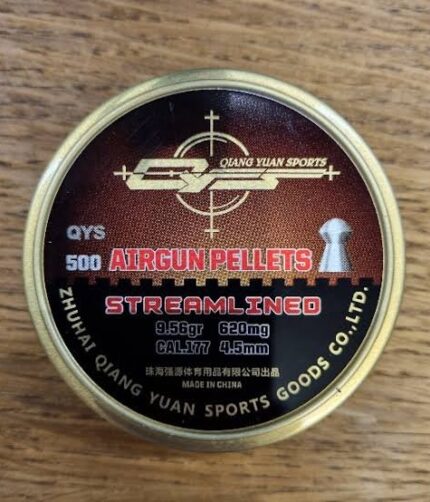 QIANG YUAN SPORTS
QYS
QYS
500 AIRGUN PELLETS
STREAMLINED
9.56gr 620mg
CAL.177 4.5mm
珠海强源体育用品有限公司出品
MADE IN CHINA
ZHUHAI QIANG YUAN SPORTS GOODS CO.,LTD.